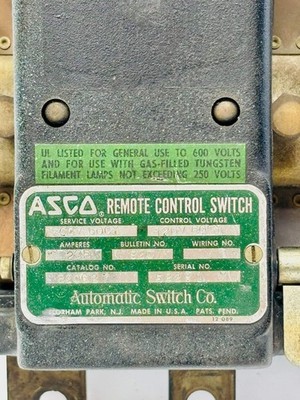 UL LISTED FOR GENERAL USE TO 600 VOLTS
AND FOR USE WITH GAS-FILLED TUNGSTEN
FILAMENT LAMPS NOT EXCEEDING 250 VOLTS
ASCO REMOTE CONTROL SWITCH
SERVICE VOLTAGE CONTROL VOLTAGE
AMPERES BULLETIN NO. WIRING NO.
CATALOG NO. SERIAL NO.
Automatic Switch Co.
FLORHAM PARK, N.J. MADE IN U.S.A. PATS. PEND.